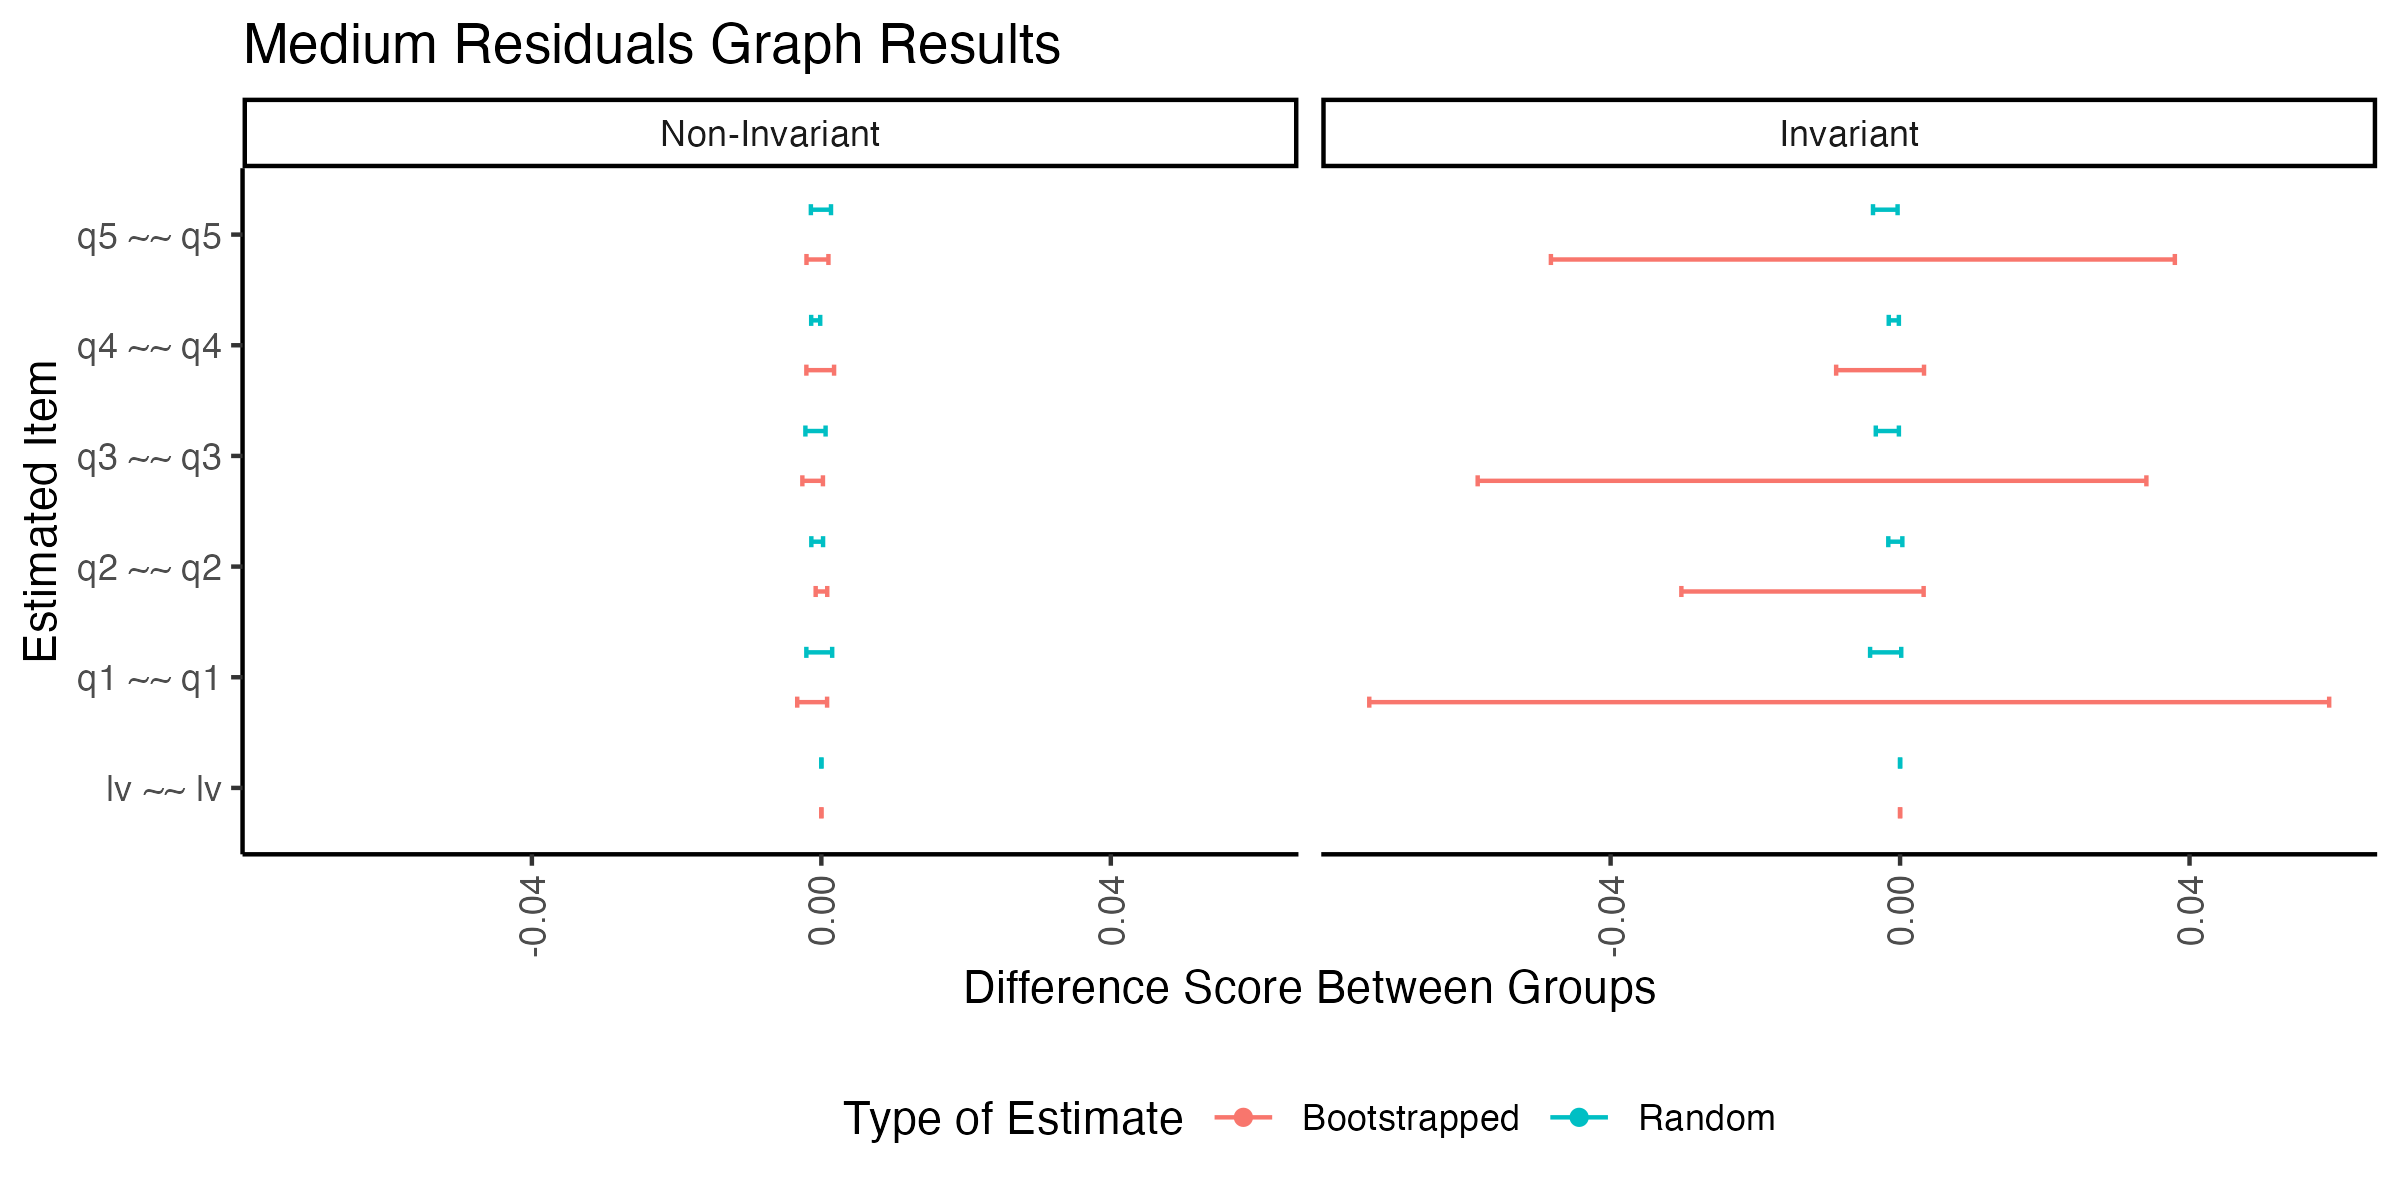 Medium Residuals Graph Results
Non-Invariant
Invariant
Estimated Item
q5 ~~ q5
q4 ~~ q4
q3 ~~ q3
q2 ~~ q2
q1 ~~ q1
lv ~~ lv
-0.04
0.00
0.04
-0.04
0.00
0.04
Difference Score Between Groups
Type of Estimate Bootstrapped Random